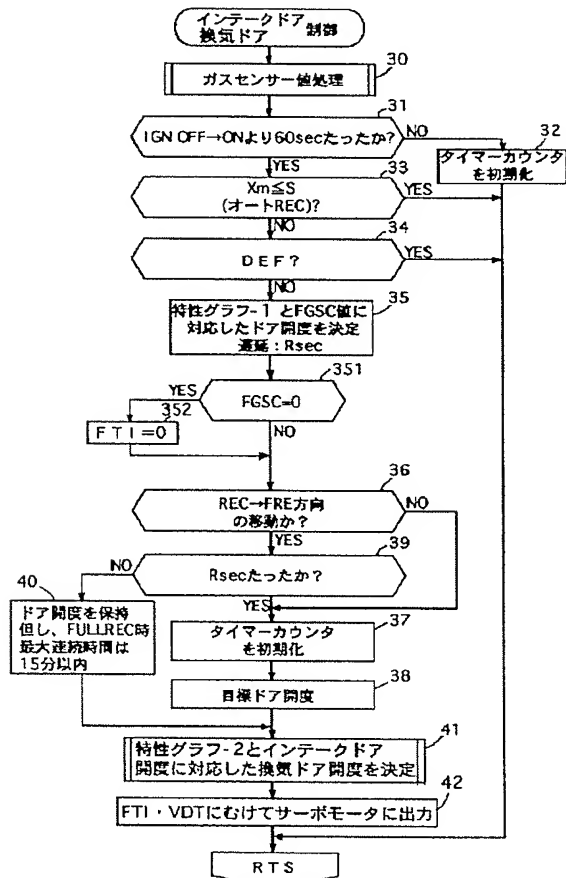 インテークドア
換気ドア 制御
30
ガスセンサー値処理
31
IGN OFF→ONより60secたったか?
NO
32
タイマーカウンタ
を初期化
YES
33
Xm≦S
(オートREC)?
YES
NO
34
DEF?
YES
NO
35
特性グラフ-1 とFGSC値に
対応したドア開度を決定
遅延:Rsec
351
YES
FGSC=0
352
FTI=0
NO
36
REC→FRE方向
の移動か?
NO
YES
39
NO
Rsecたったか?
40
ドア開度を保持
但し、FULLREC時
最大連続時間は
15分以内
YES
37
タイマーカウンタ
を初期化
38
目標ドア開度
41
特性グラフ-2とインテークドア
開度に対応した換気ドア開度を決定
42
FTI・VDTにむけてサーボモータに出力
RTS